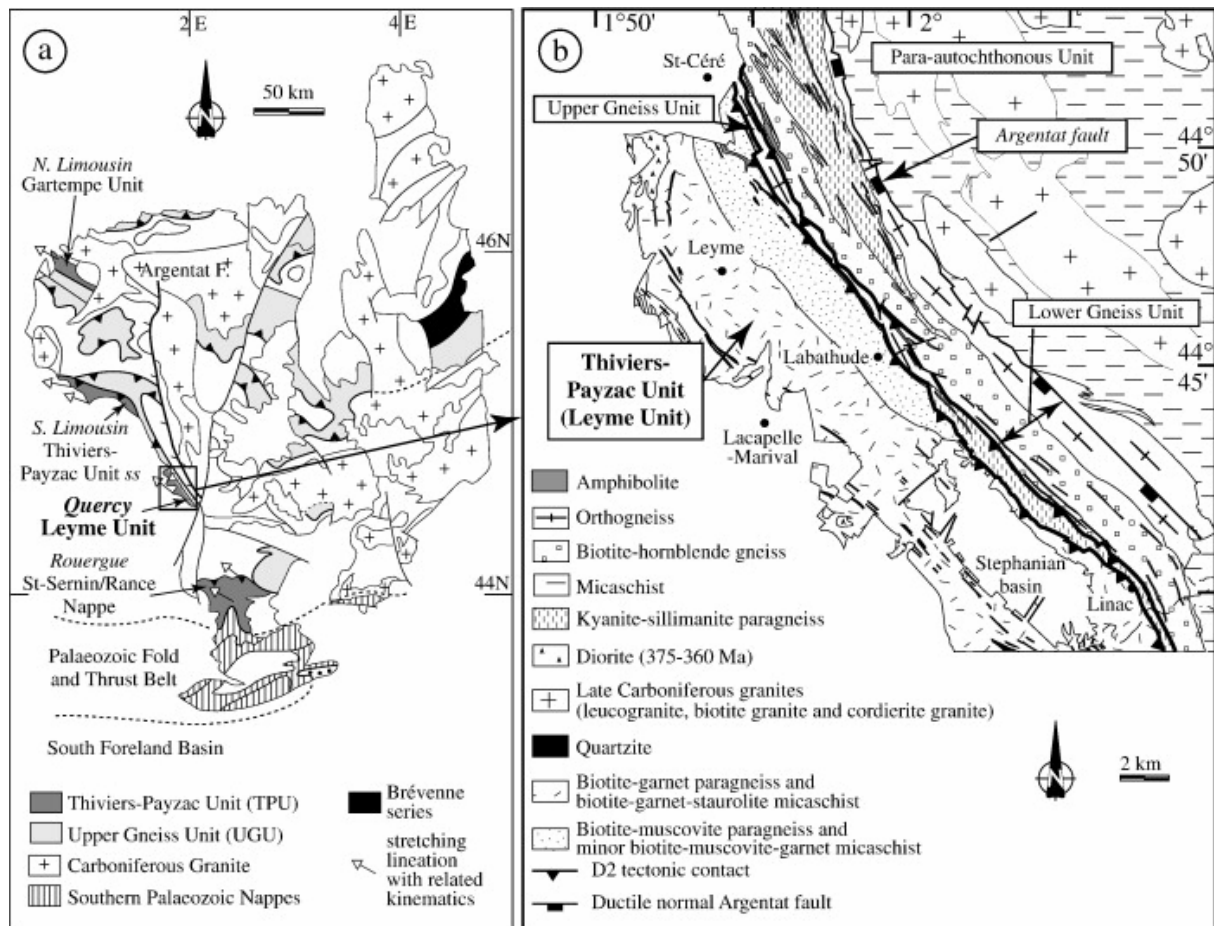 a
2 E
4 E
50 km
N
N. Limousin
Gartempe Unit
46N
Argentat F.
S. Limousin
Thiviers-
Payzac Unit ss
Quercy
Leyme Unit
Rouergue
St-Sernin/Rance
Nappe
44N
Palaeozoic Fold
and Thrust Belt
South Foreland Basin
Thiviers-Payzac Unit (TPU)
Upper Gneiss Unit (UGU)
Carboniferous Granite
Southern Palaeozoic Nappes
Brévenne
series
stretching
lineation
with related
kinematics
b
1°50'
2°
St-Céré
Para-autochthonous Unit
Upper Gneiss Unit
Argentat fault
44°
50'
Leyme
Lower Gneiss Unit
Labathude
44°
45'
Thiviers-
Payzac Unit
(Leyme Unit)
Lacapelle
-Marival
Stephanian
basin
Linac
Amphibolite
Orthogneiss
Biotite-hornblende gneiss
Micaschist
Kyanite-sillimanite paragneiss
Diorite (375-360 Ma)
Late Carboniferous granites
(leucogranite, biotite granite and cordierite granite)
Quartzite
Biotite-garnet paragneiss and
biotite-garnet-staurolite micaschist
Biotite-muscovite paragneiss and
minor biotite-muscovite-garnet micaschist
D2 tectonic contact
Ductile normal Argentat fault
N
2 km